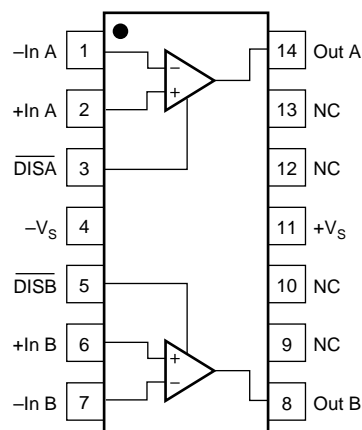 –In A 1 − 14 Out A
+In A 2 + 13 NC
DISA 3 12 NC
–VS 4 11 +VS
DISB 5 10 NC
+In B 6 + 9 NC
–In B 7 − 8 Out B